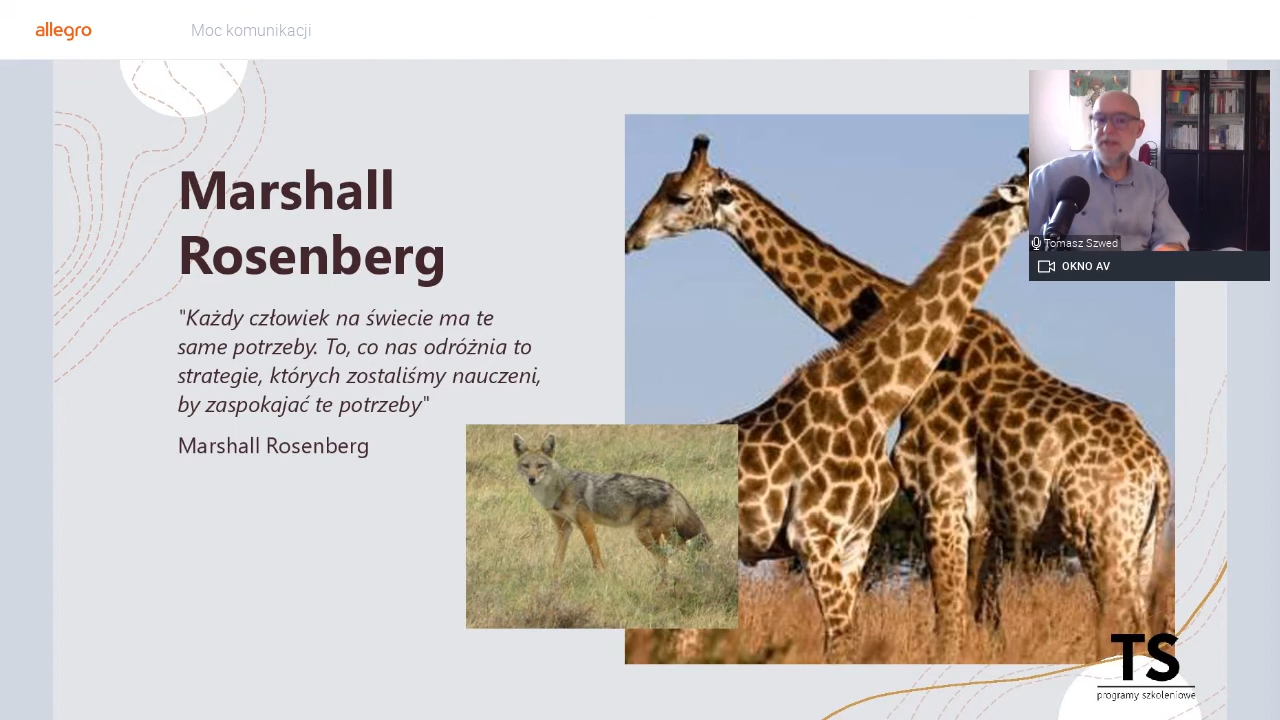 allegro
Moc komunikacji
Marshall
Rosenberg
"Każdy człowiek na świecie ma te
same potrzeby. To, co nas odróżnia to
strategie, których zostaliśmy nauczeni,
by zaspokajać te potrzeby"
Marshall Rosenberg
Tomasz Szwed
OKNO AV
TS
programy szkoleniowe